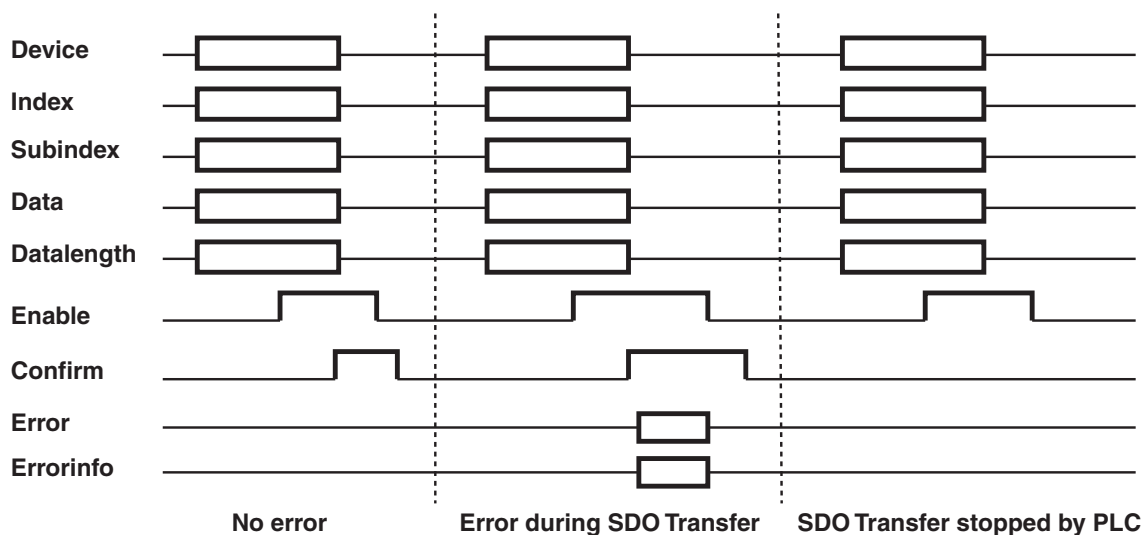 Device
Index
Subindex
Data
Datalength
Enable
Confirm
Error
Errorinfo
No error
Error during SDO Transfer
SDO Transfer stopped by PLC